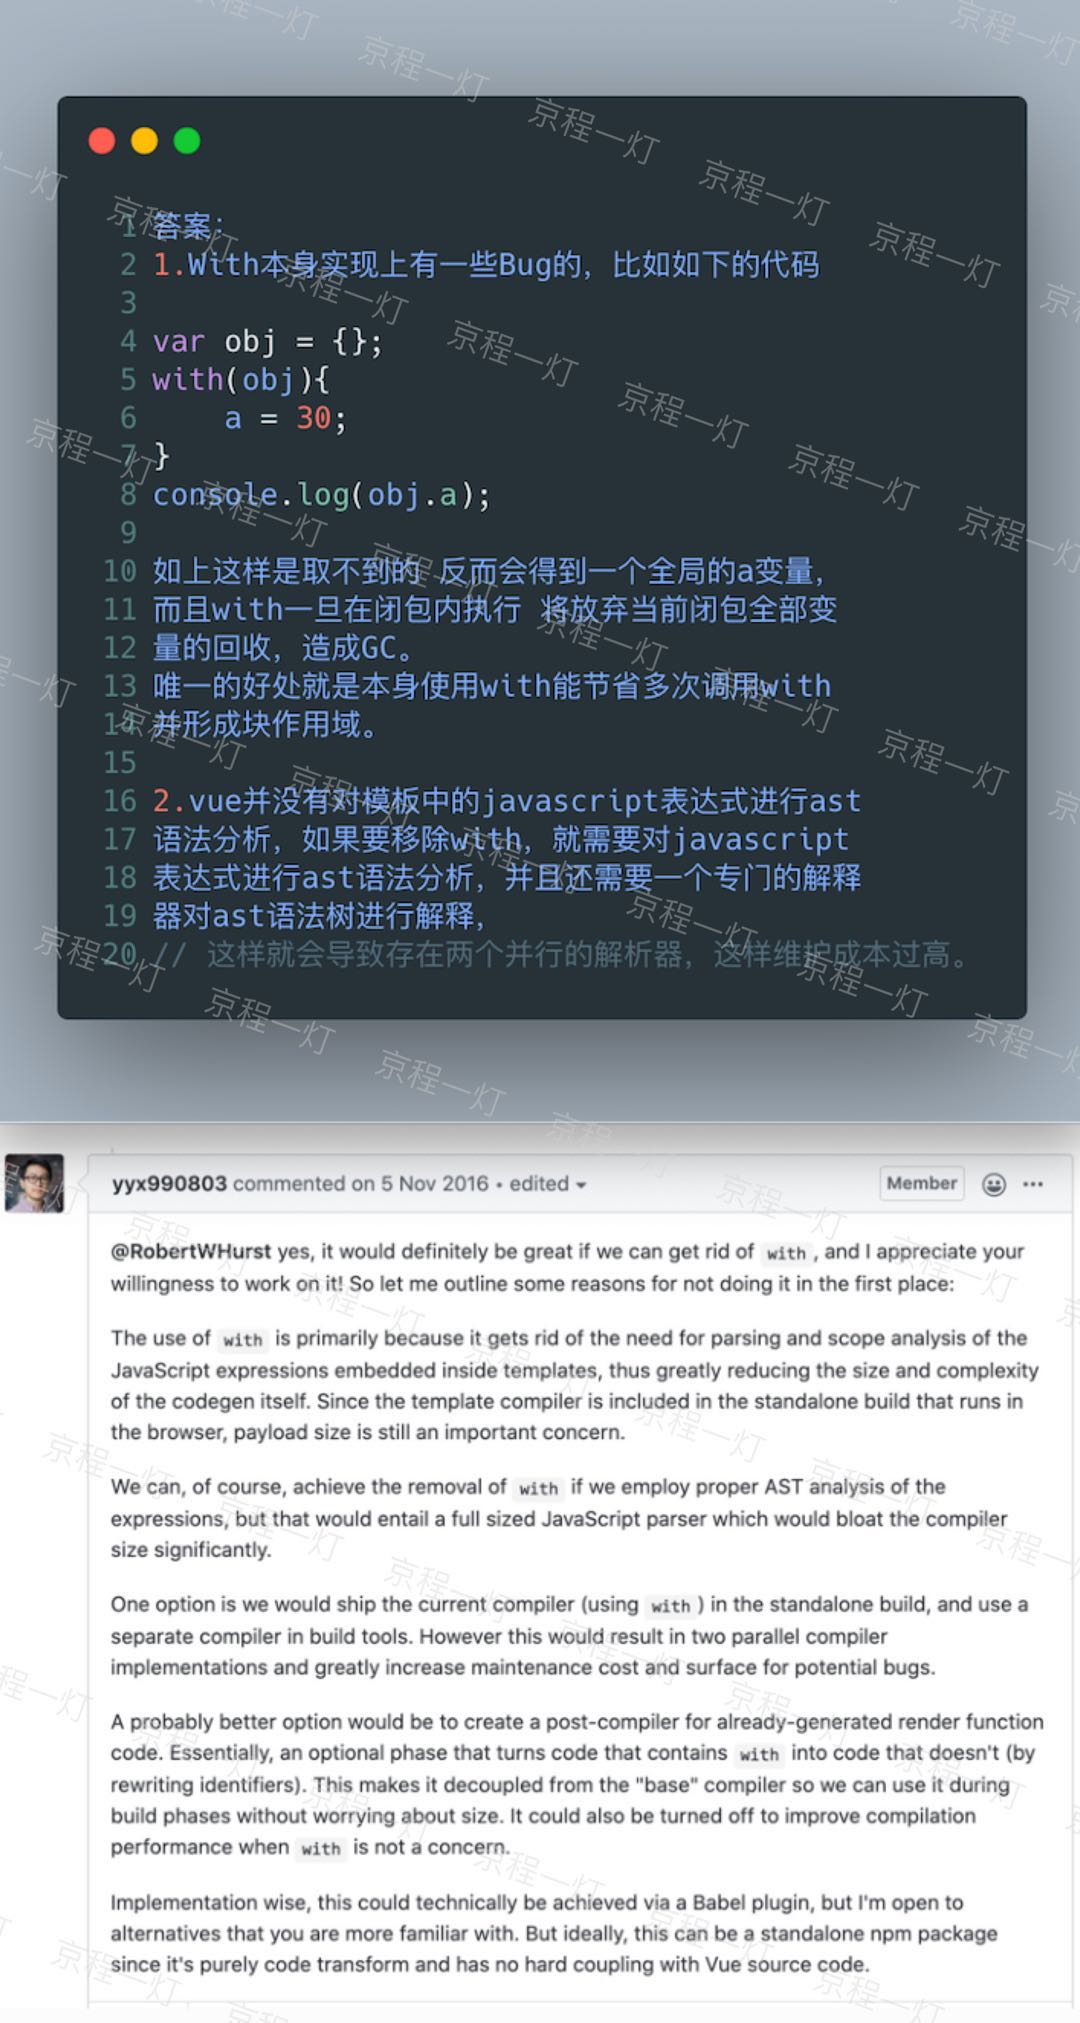 1 答案:
2 1.With本身实现上有一些Bug的，比如如下的代码
3
4 var obj = {};
5 with(obj){
6     a = 30;
7 }
8 console.log(obj.a);
9
10 如上这样是取不到的 反而会得到一个全局的a变量，
11 而且with一旦在闭包内执行 将放弃当前闭包全部变
12 量的回收，造成GC。
13 唯一的好处就是本身使用with能节省多次调用with
14 并形成块作用域。
15
16 2.vue并没有对模板中的javascript表达式进行ast
17 语法分析，如果要移除with，就需要对javascript
18 表达式进行ast语法分析，并且还需要一个专门的解释
19 器对ast语法树进行解释，
20 // 这样就会导致存在两个并行的解析器，这样维护成本过高。
yyx990803 commented on 5 Nov 2016 • edited
Member
@RobertWHurst yes, it would definitely be great if we can get rid of with , and I appreciate your
willingness to work on it! So let me outline some reasons for not doing it in the first place:
The use of with is primarily because it gets rid of the need for parsing and scope analysis of the
JavaScript expressions embedded inside templates, thus greatly reducing the size and complexity
of the codegen itself. Since the template compiler is included in the standalone build that runs in
the browser, payload size is still an important concern.
We can, of course, achieve the removal of with if we employ proper AST analysis of the
expressions, but that would entail a full sized JavaScript parser which would bloat the compiler
size significantly.
One option is we would ship the current compiler (using with ) in the standalone build, and use a
separate compiler in build tools. However this would result in two parallel compiler
implementations and greatly increase maintenance cost and surface for potential bugs.
A probably better option would be to create a post-compiler for already-generated render function
code. Essentially, an optional phase that turns code that contains with into code that doesn't (by
rewriting identifiers). This makes it decoupled from the "base" compiler so we can use it during
build phases without worrying about size. It could also be turned off to improve compilation
performance when with is not a concern.
Implementation wise, this could technically be achieved via a Babel plugin, but I'm open to
alternatives that you are more familiar with. But ideally, this can be a standalone npm package
since it's purely code transform and has no hard coupling with Vue source code.
京程一灯